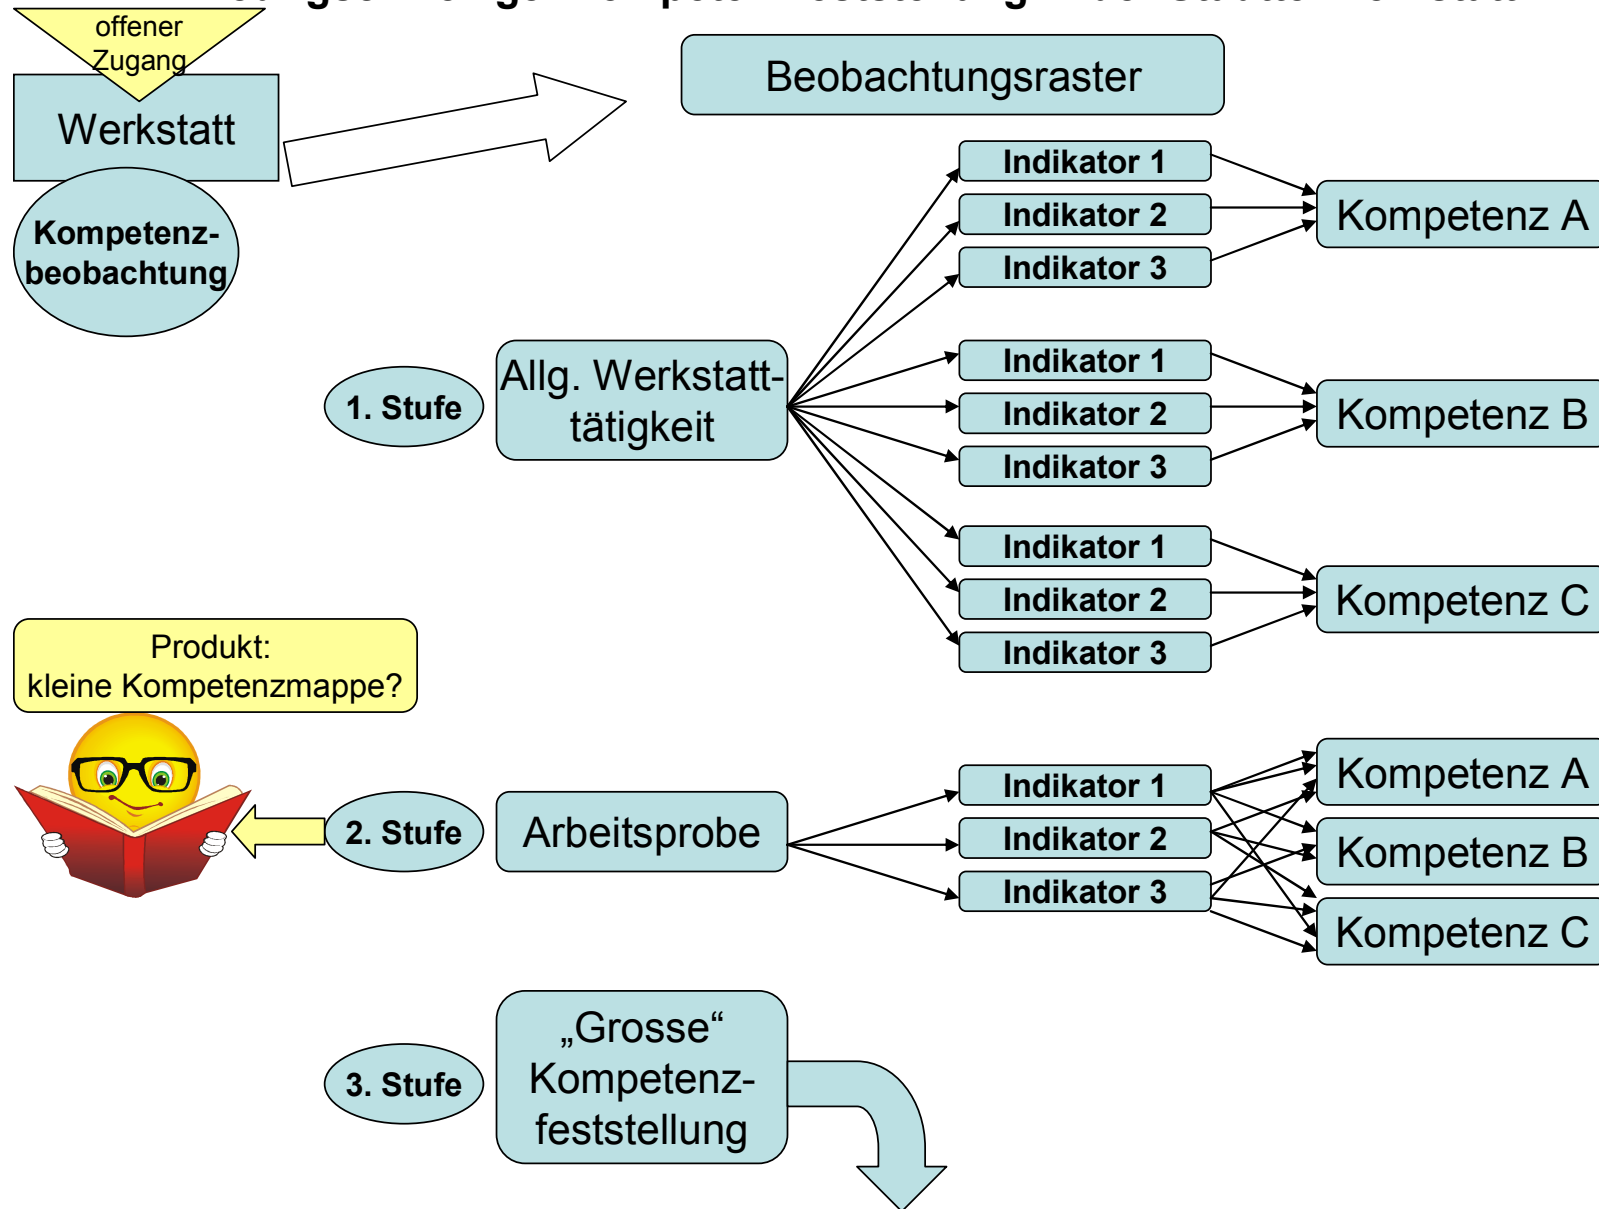 offener
Zugang
Werkstatt
Kompetenz-
beobachtung
Beobachtungsraster
1. Stufe
Allg. Werkstatt-
tätigkeit
Indikator 1
Indikator 2
Indikator 3
Kompetenz A
Indikator 1
Indikator 2
Indikator 3
Kompetenz B
Indikator 1
Indikator 2
Indikator 3
Kompetenz C
Produkt:
kleine Kompetenzmappe?
2. Stufe
Arbeitsprobe
Indikator 1
Indikator 2
Indikator 3
Kompetenz A
Kompetenz B
Kompetenz C
3. Stufe
„Grosse“
Kompetenz-
feststellung